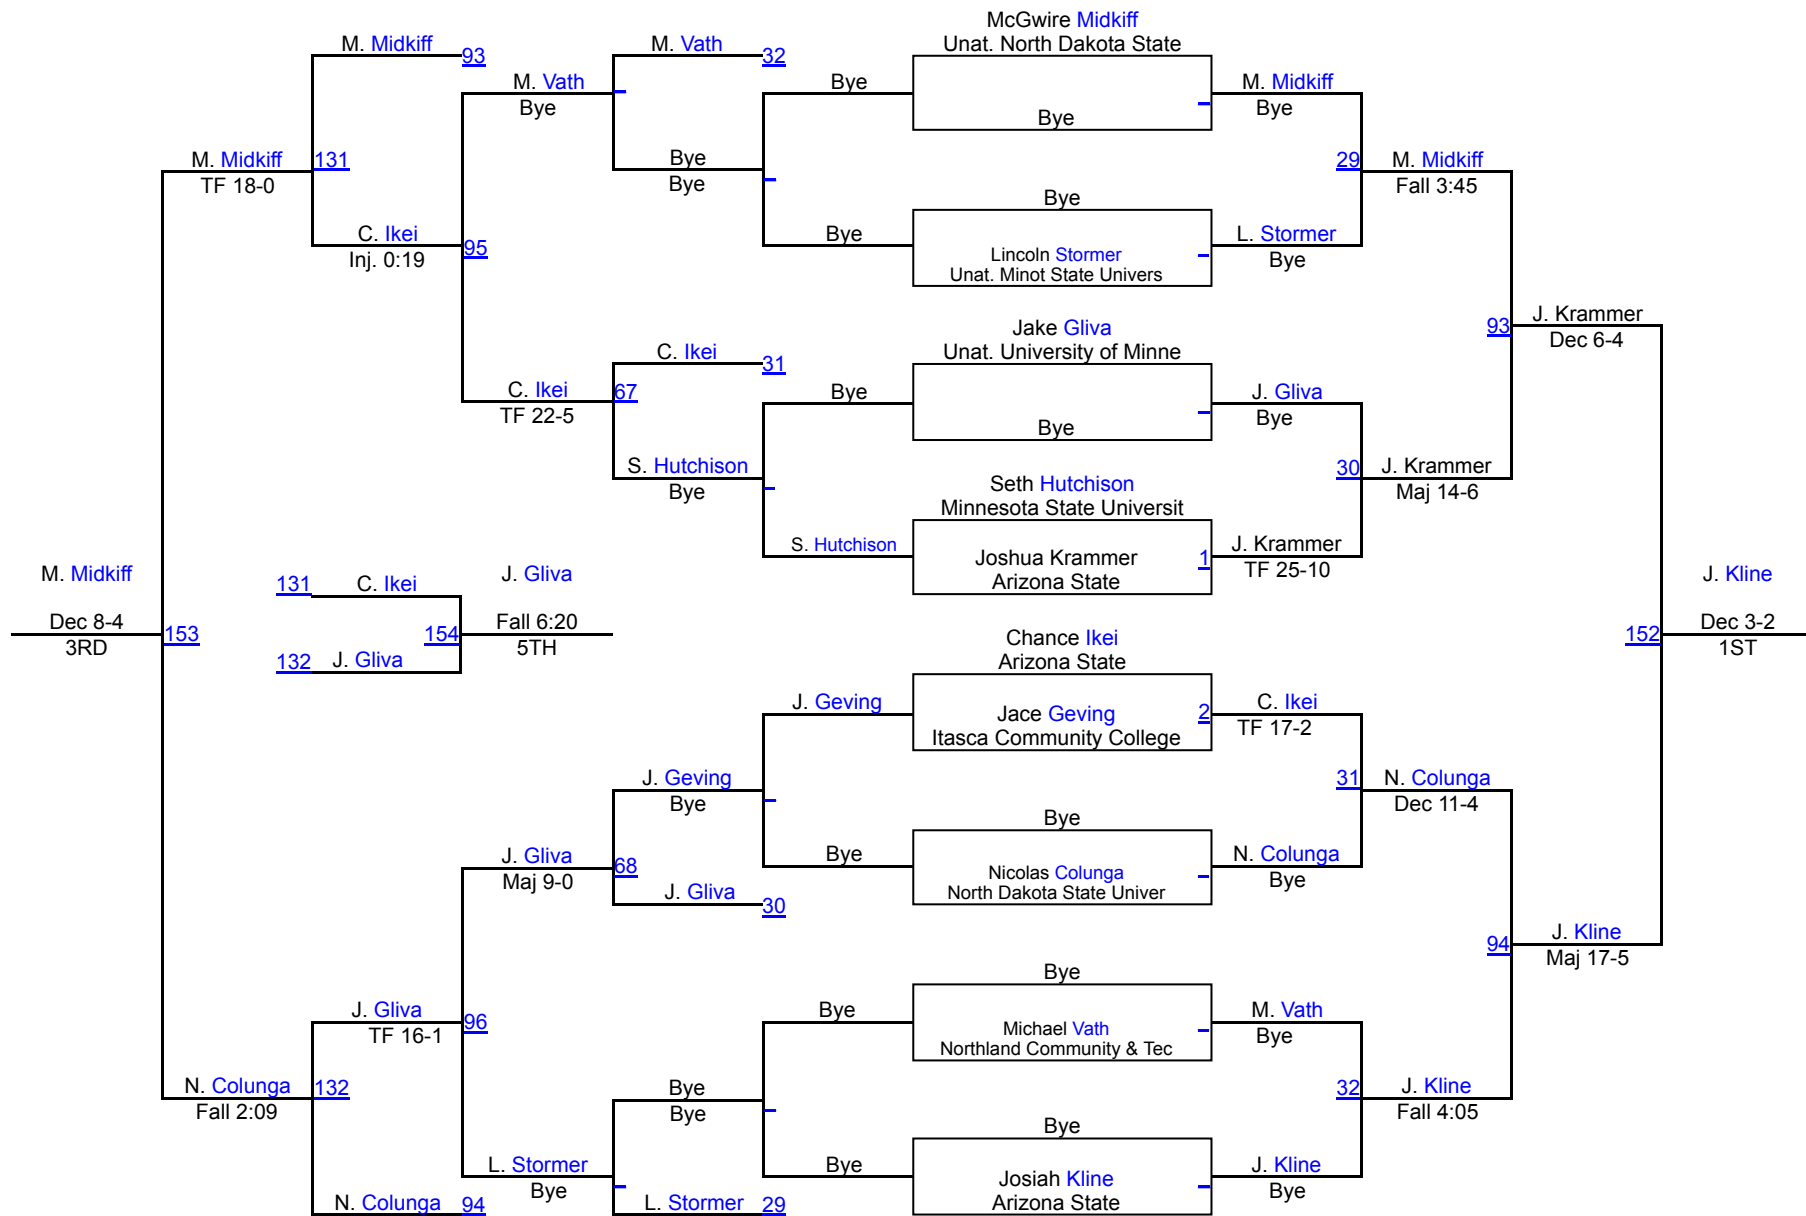 McGwire Midkiff
Unat. North Dakota State
M. Midkiff
93
M. Vath
32
M. Vath
Bye
Bye
Bye
M. Midkiff
Bye
M. Midkiff
TF 18-0
131
Bye
Bye
29
M. Midkiff
Fall 3:45
Bye
C. Ikei
Inj. 0:19
95
Bye
Lincoln Stormer
Unat. Minot State Univers
L. Stormer
Bye
J. Krammer
Dec 6-4
93
Jake Gliva
Unat. University of Minne
C. Ikei
31
C. Ikei
TF 22-5
67
Bye
Bye
J. Gliva
Bye
S. Hutchison
Bye
30
J. Krammer
Maj 14-6
Seth Hutchison
Minnesota State Universit
S. Hutchison
Joshua Krammer
Arizona State
1
J. Krammer
TF 25-10
M. Midkiff
Dec 8-4
3RD
153
131
C. Ikei
132
J. Gliva
154
J. Gliva
Fall 6:20
5TH
J. Kline
Dec 3-2
1ST
152
Chance Ikei
Arizona State
J. Geving
Jace Geving
Itasca Community College
2
C. Ikei
TF 17-2
J. Geving
Bye
31
N. Colunga
Dec 11-4
Bye
J. Gliva
Maj 9-0
68
Bye
Nicolas Colunga
North Dakota State Univer
N. Colunga
Bye
J. Gliva
30
94
J. Kline
Maj 17-5
Bye
J. Gliva
TF 16-1
96
Bye
Michael Vath
Northland Community & Tec
M. Vath
Bye
N. Colunga
Fall 2:09
132
Bye
Bye
32
J. Kline
Fall 4:05
Bye
L. Stormer
Bye
Bye
Josiah Kline
Arizona State
J. Kline
Bye
N. Colunga
94
L. Stormer
29